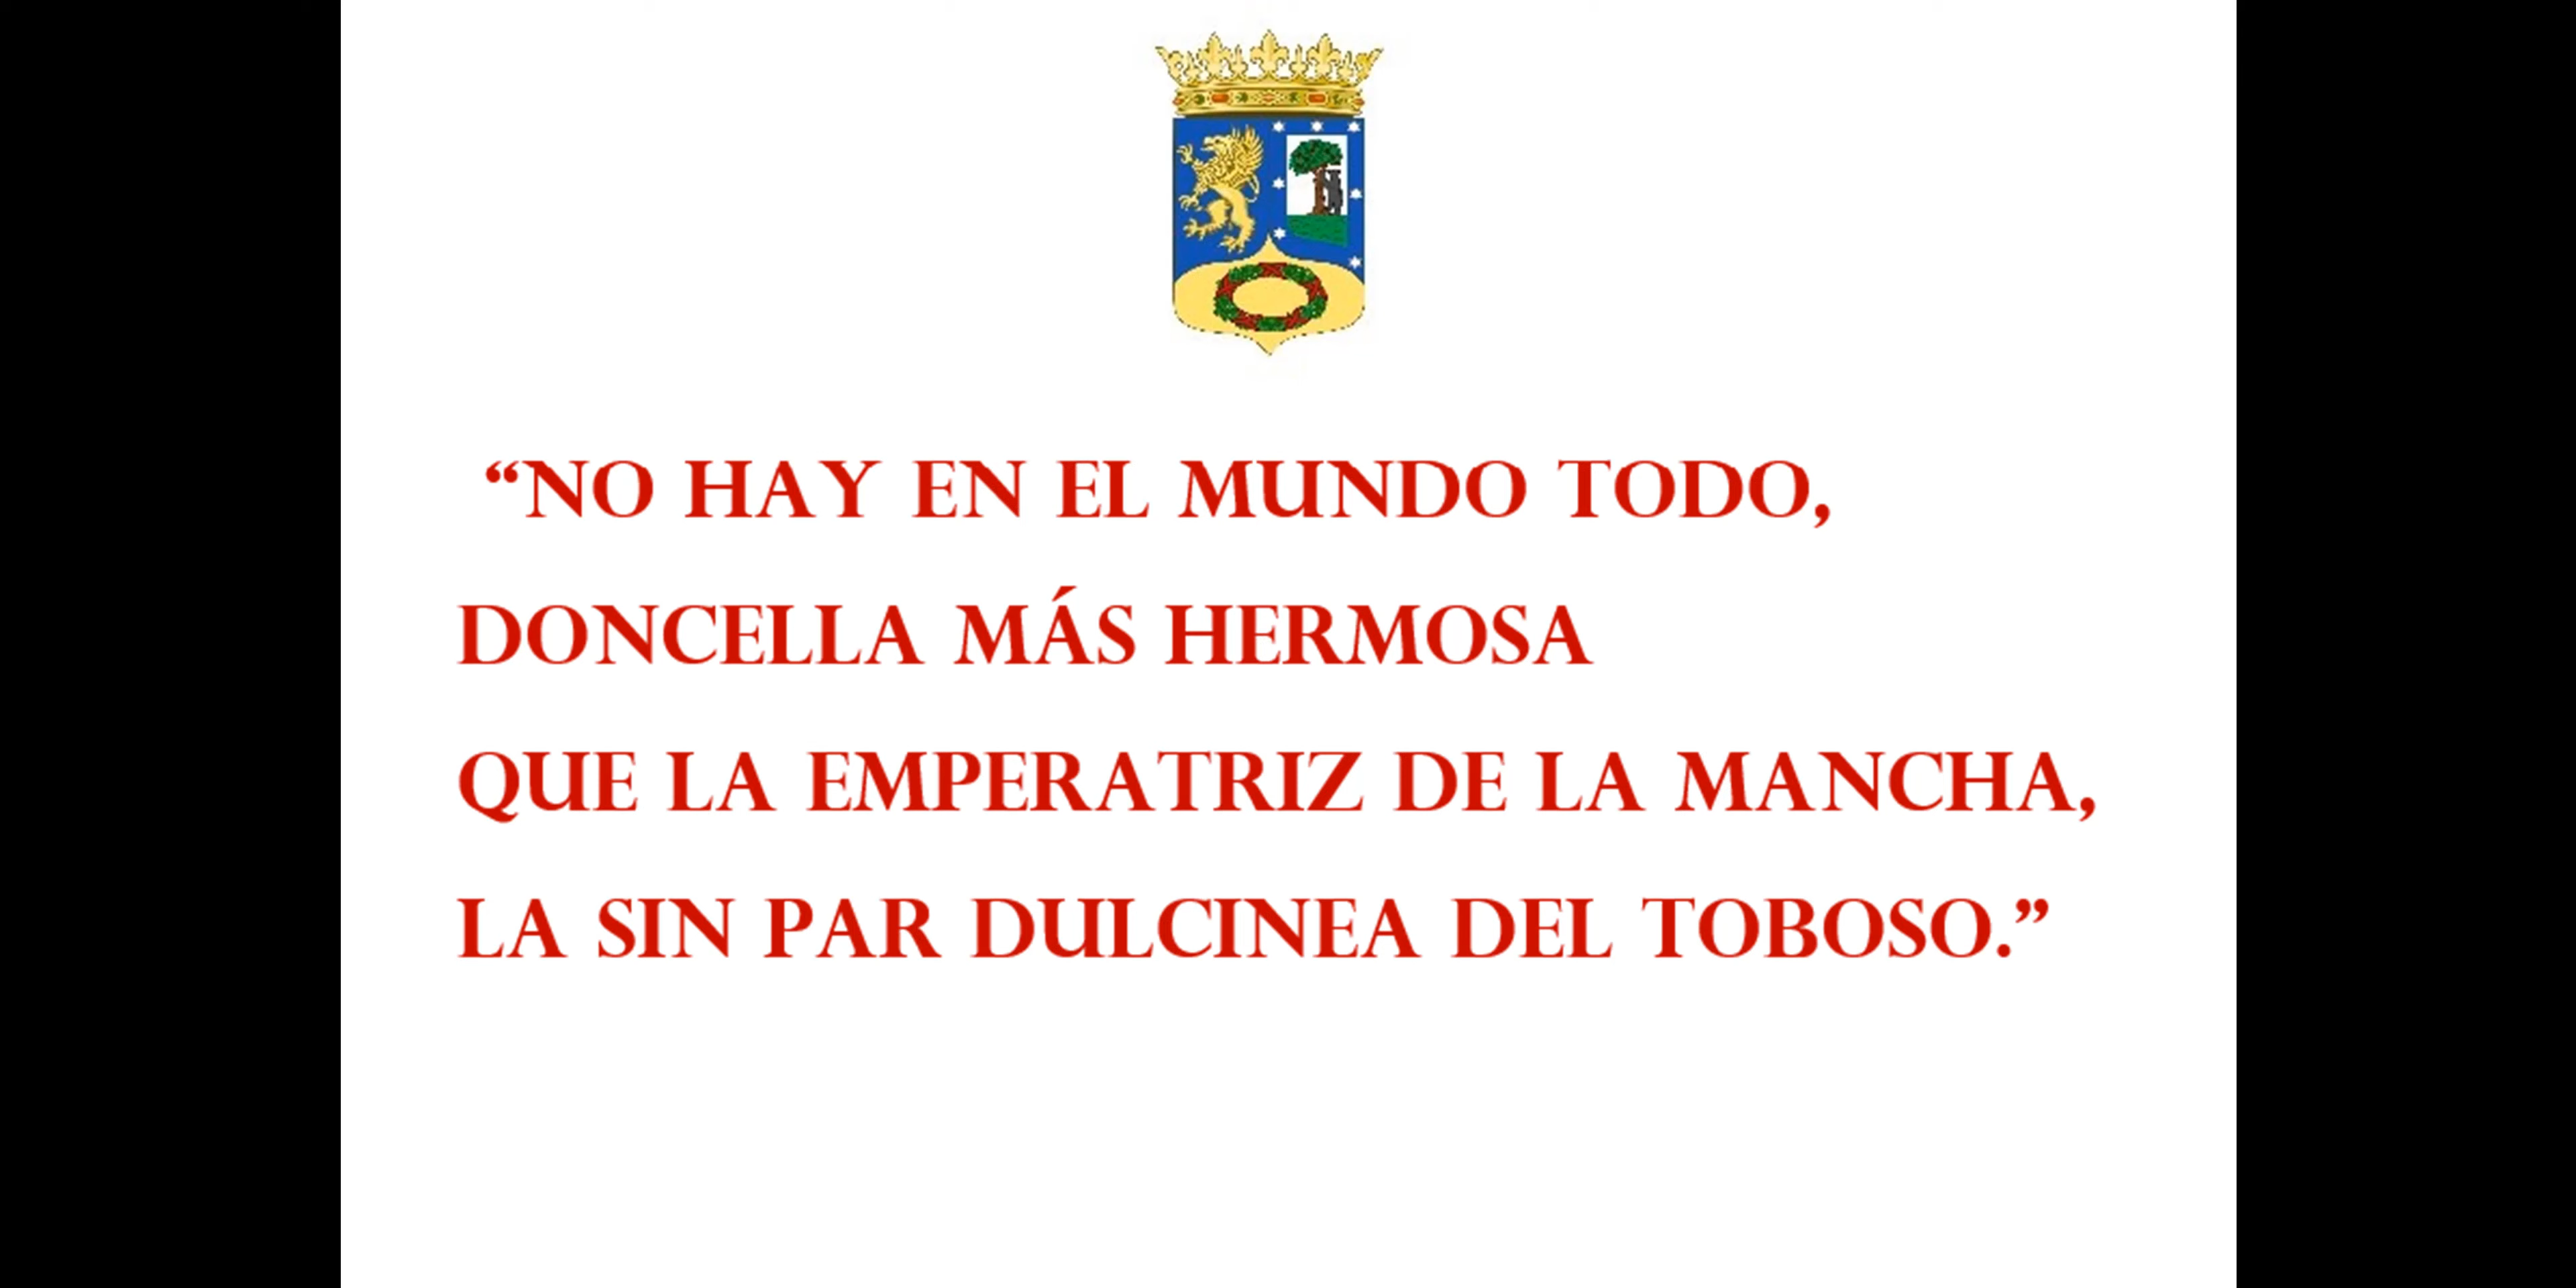 “NO HAY EN EL MUNDO TODO,
DONCELLA MÁS HERMOSA
QUE LA EMPERATRIZ DE LA MANCHA,
LA SIN PAR DULCINEA DEL TOBOSO.”